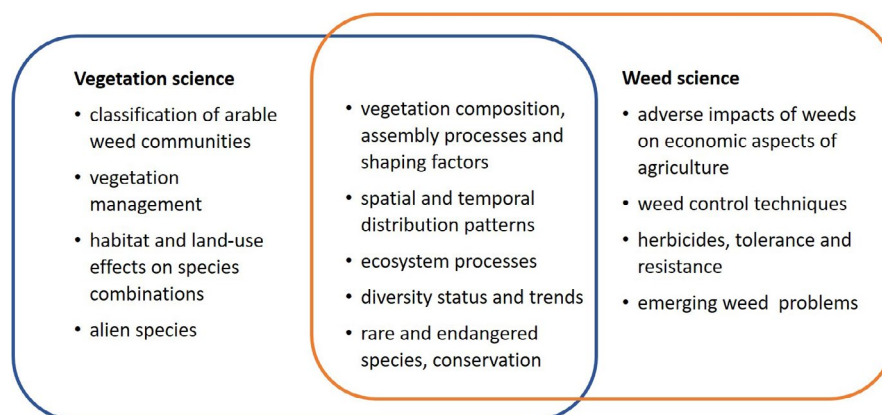 Vegetation science
• classification of arable
weed communities
• vegetation
management
• habitat and land-use
effects on species
combinations
• alien species
• vegetation composition,
assembly processes and
shaping factors
• spatial and temporal
distribution patterns
• ecosystem processes
• diversity status and trends
• rare and endangered
species, conservation
Weed science
• adverse impacts of weeds
on economic aspects of
agriculture
• weed control techniques
• herbicides, tolerance and
resistance
• emerging weed problems